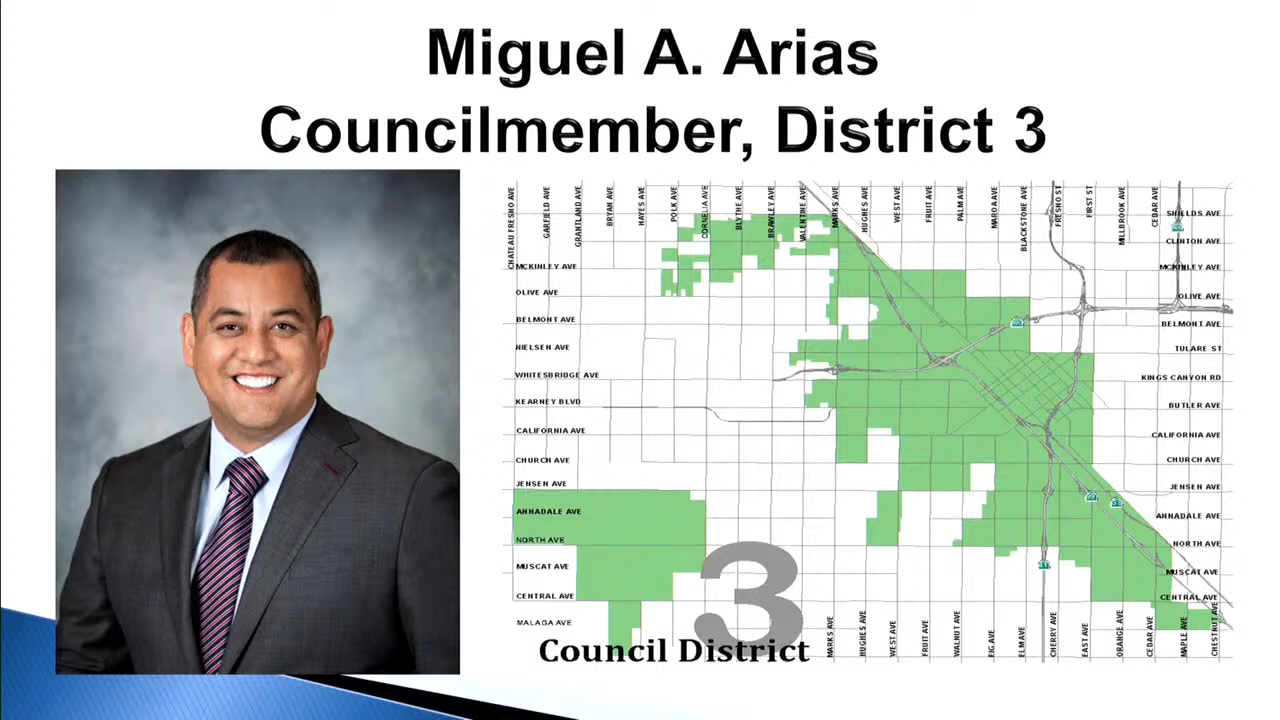 Miguel A. Arias
Councilmember, District 3
CHATEAU FRESNO AVE
GARFIELD AVE
GRANTLAND AVE
BRYAN AVE
HAYES AVE
POLK AVE
CORNELIA AVE
BLYTHE AVE
BRAWLEY AVE
VALENTINE AVE
MARKS AVE
HUGHES AVE
WEST AVE
FRUIT AVE
PALM AVE
MAROA AVE
BLACKSTONE AVE
FRESNO ST
FIRST ST
MILLBROOK AVE
CEDAR AVE
SHIELDS AVE
CLINTON AVE
MCKINLEY AVE
MCKINLEY AVE
OLIVE AVE
OLIVE AVE
BELMONT AVE
BELMONT AVE
NIELSEN AVE
TULARE ST
WHITESBRIDGE AVE
KINGS CANYON RD
KEARNEY BLVD
BUTLER AVE
CALIFORNIA AVE
CALIFORNIA AVE
CHURCH AVE
CHURCH AVE
JENSEN AVE
JENSEN AVE
ANNADALE AVE
ANNADALE AVE
NORTH AVE
NORTH AVE
MUSCAT AVE
MUSCAT AVE
CENTRAL AVE
CENTRAL AVE
MALAGA AVE
MARKS AVE
HUGHES AVE
WEST AVE
FRUIT AVE
WALNUT AVE
FIG AVE
ELM AVE
CHERRY AVE
EAST AVE
ORANGE AVE
CEDAR AVE
MAPLE AVE
CHESTNUT AVE
3
Council District